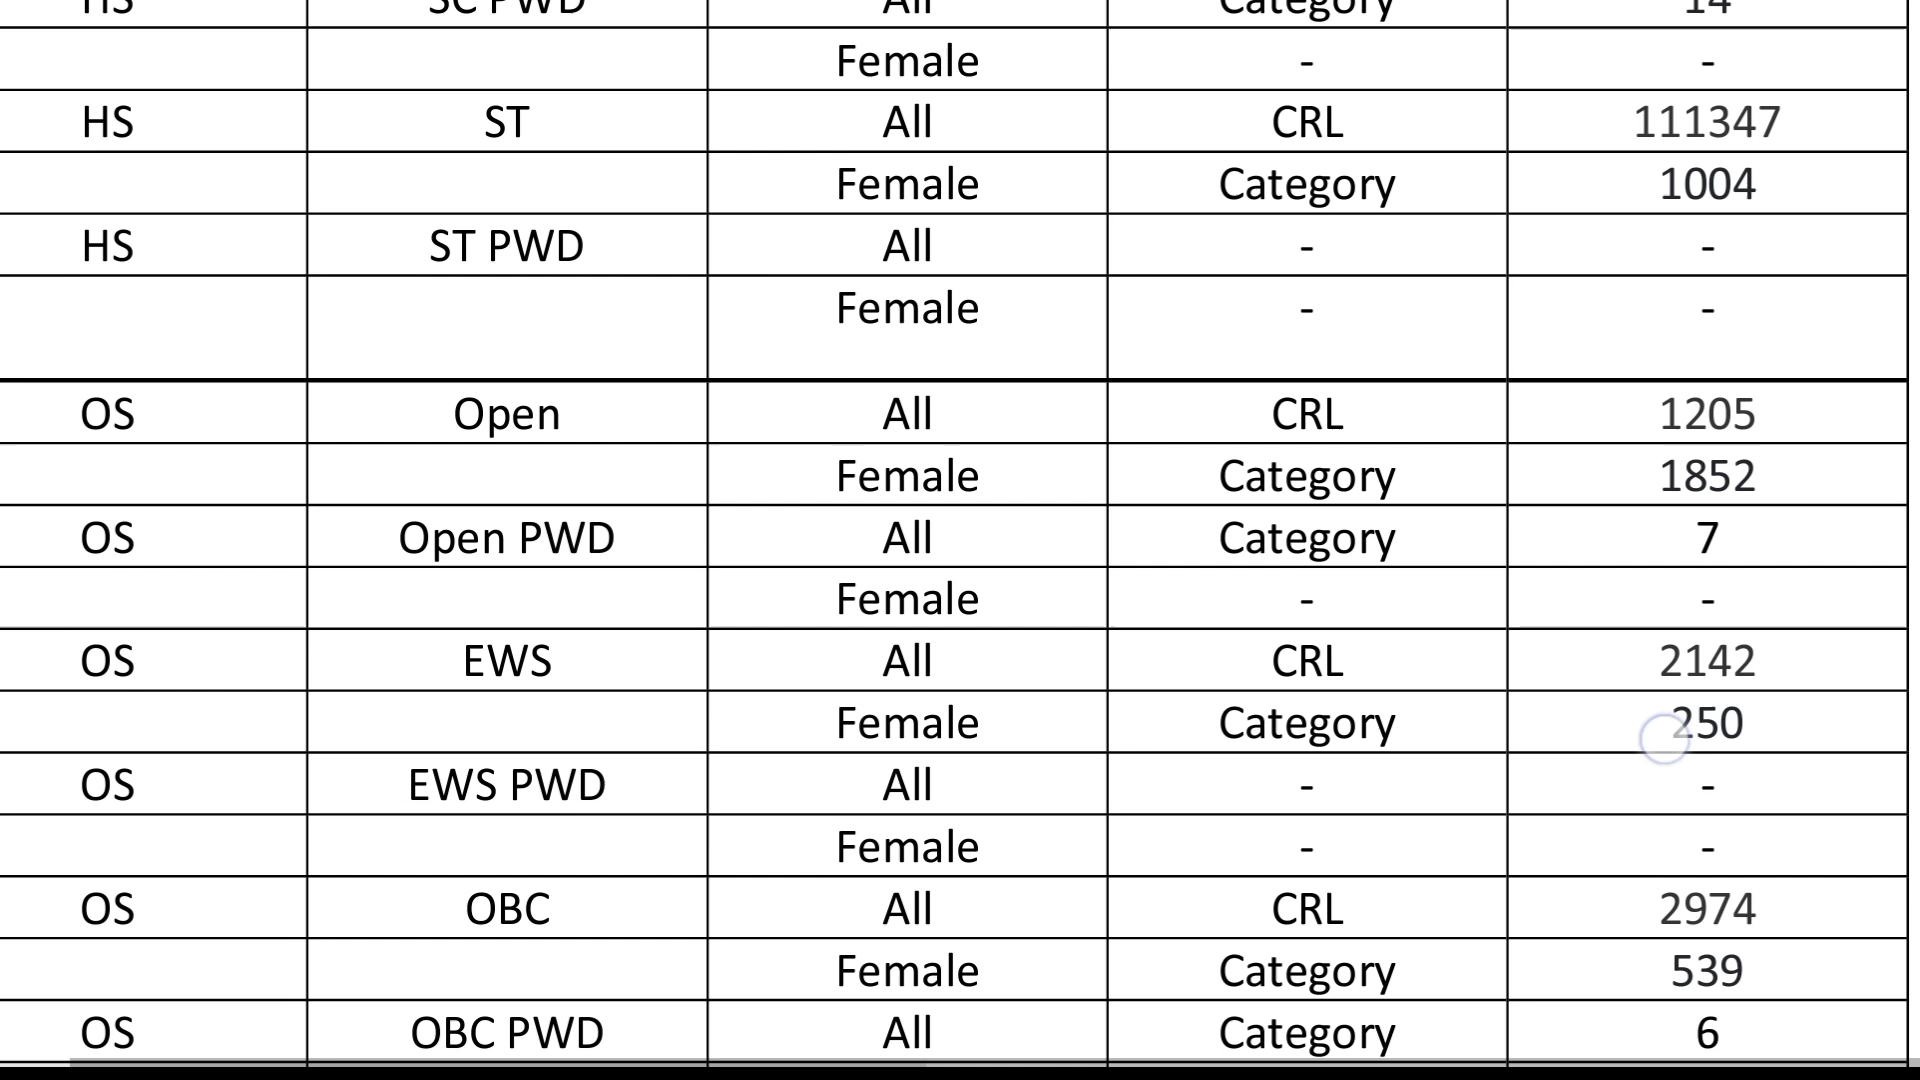 HS SC PWD All Category 14
Female - -
HS ST All CRL 111347
Female Category 1004
HS ST PWD All - -
Female - -
OS Open All CRL 1205
Female Category 1852
OS Open PWD All Category 7
Female - -
OS EWS All CRL 2142
Female Category 250
OS EWS PWD All - -
Female - -
OS OBC All CRL 2974
Female Category 539
OS OBC PWD All Category 6